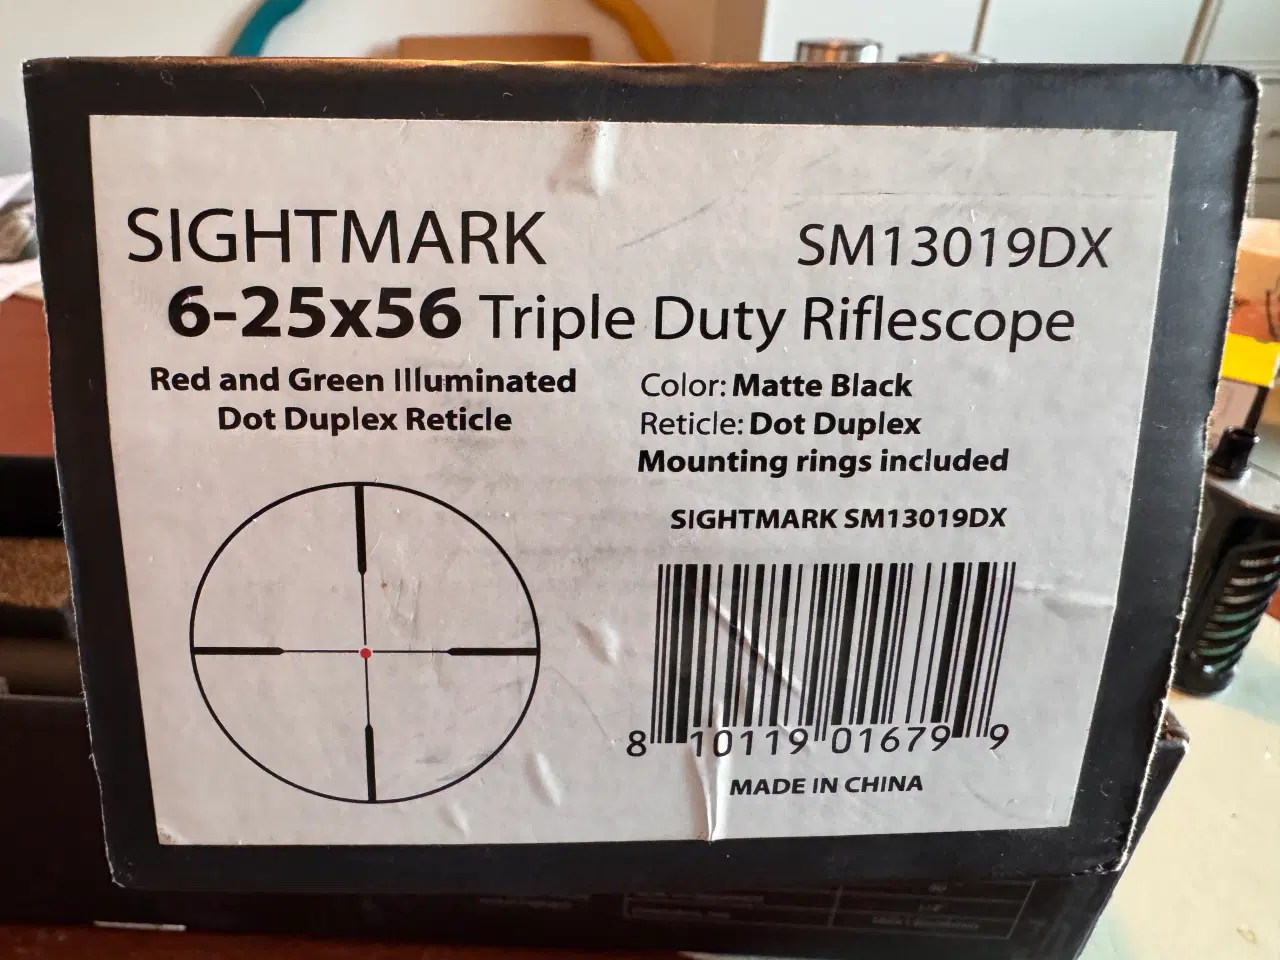 SIGHTMARK
SM13019DX
6-25x56 Triple Duty Riflescope
Red and Green Illuminated
Dot Duplex Reticle
Color: Matte Black
Reticle: Dot Duplex
Mounting rings included
SIGHTMARK SM13019DX
8 10119 01679 9
MADE IN CHINA